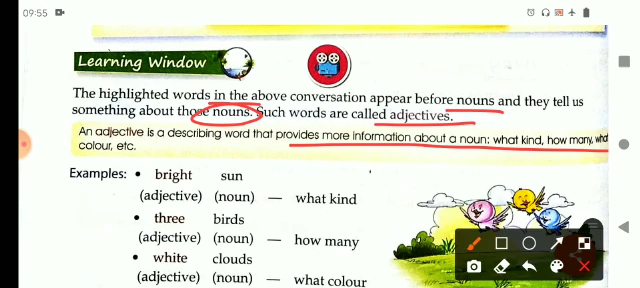 09:55
Learning Window
The highlighted words in the above conversation appear before nouns and they tell us
something about those nouns. Such words are called adjectives.
An adjective is a describing word that provides more information about a noun: what kind, how many, what
colour, etc.
Examples: • bright sun
(adjective) (noun) — what kind
• three birds
(adjective) (noun) — how many
• white clouds
(adjective) (noun) — what colour